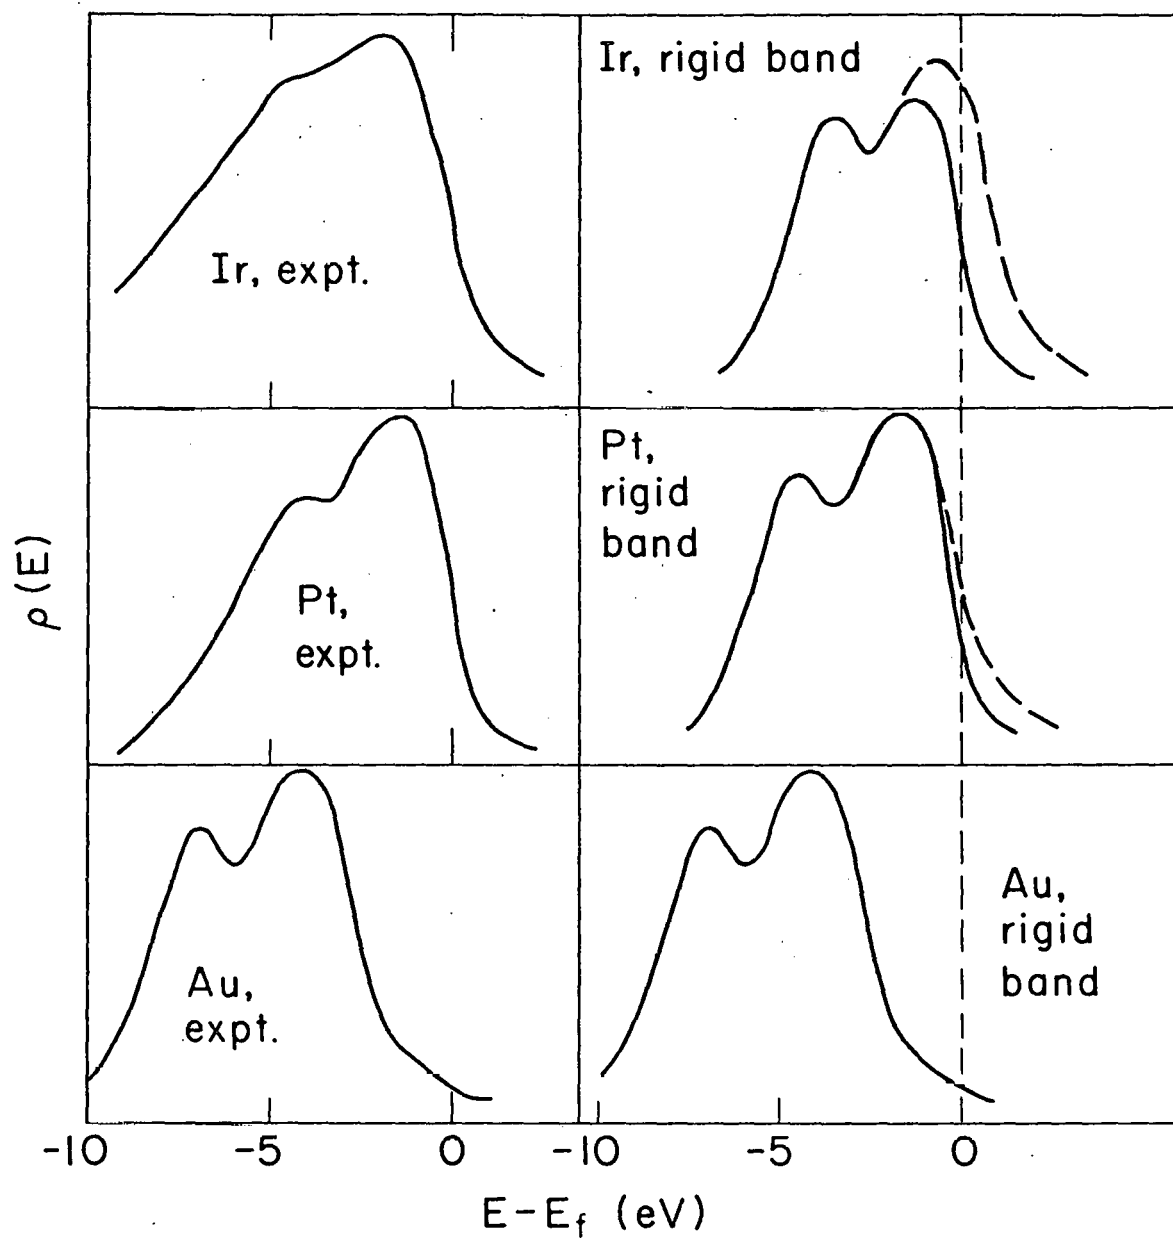 Ir, rigid band
Ir, expt.
Pt,
rigid
band
Pt,
expt.
ρ(E)
Au,
rigid
band
Au,
expt.
-10 -5 0 -10 -5 0
E-E_f (eV)